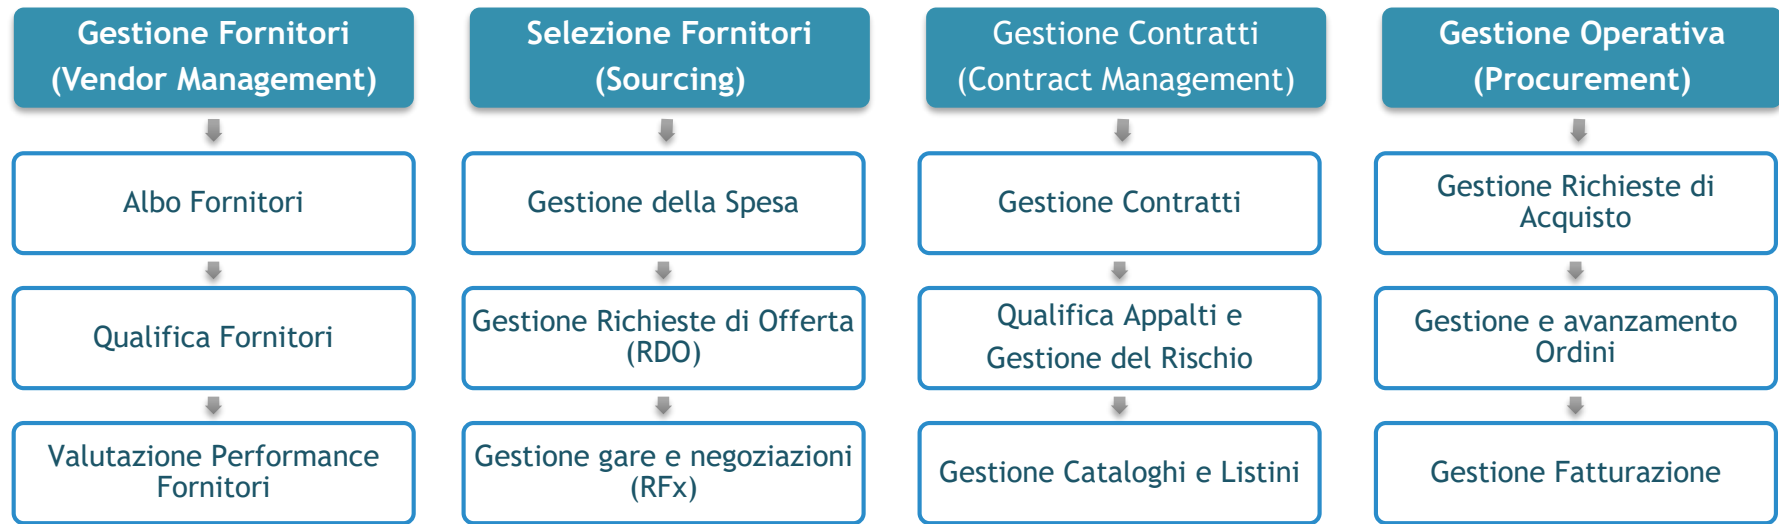 Gestione Fornitori
(Vendor Management)
Albo Fornitori
Qualifica Fornitori
Valutazione Performance
Fornitori
Selezione Fornitori
(Sourcing)
Gestione della Spesa
Gestione Richieste di Offerta
(RDO)
Gestione gare e negoziazioni
(RFx)
Gestione Contratti
(Contract Management)
Gestione Contratti
Qualifica Appalti e
Gestione del Rischio
Gestione Cataloghi e Listini
Gestione Operativa
(Procurement)
Gestione Richieste di
Acquisto
Gestione e avanzamento
Ordini
Gestione Fatturazione